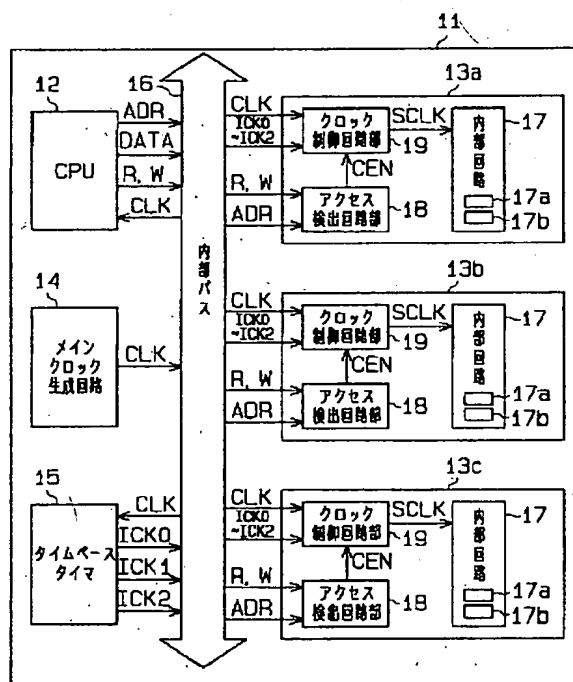 11
12
16
ADR
DATA
R, W
CLK
CPU
内部バス
14
メイン
クロック
生成回路
CLK
15
タイムベース
タイマ
CLK
ICK0
ICK1
ICK2
13a
CLK
ICK0
~ICK2
クロック
制御回路部
19
SCLK
内部回路
17
17a
17b
CEN
R, W
ADR
アクセス
検出回路部
18
13b
CLK
ICK0
~ICK2
クロック
制御回路部
19
SCLK
内部回路
17
17a
17b
CEN
R, W
ADR
アクセス
検出回路部
18
13c
CLK
ICK0
~ICK2
クロック
制御回路部
19
SCLK
内部回路
17
17a
17b
CEN
R, W
ADR
アクセス
検出回路部
18